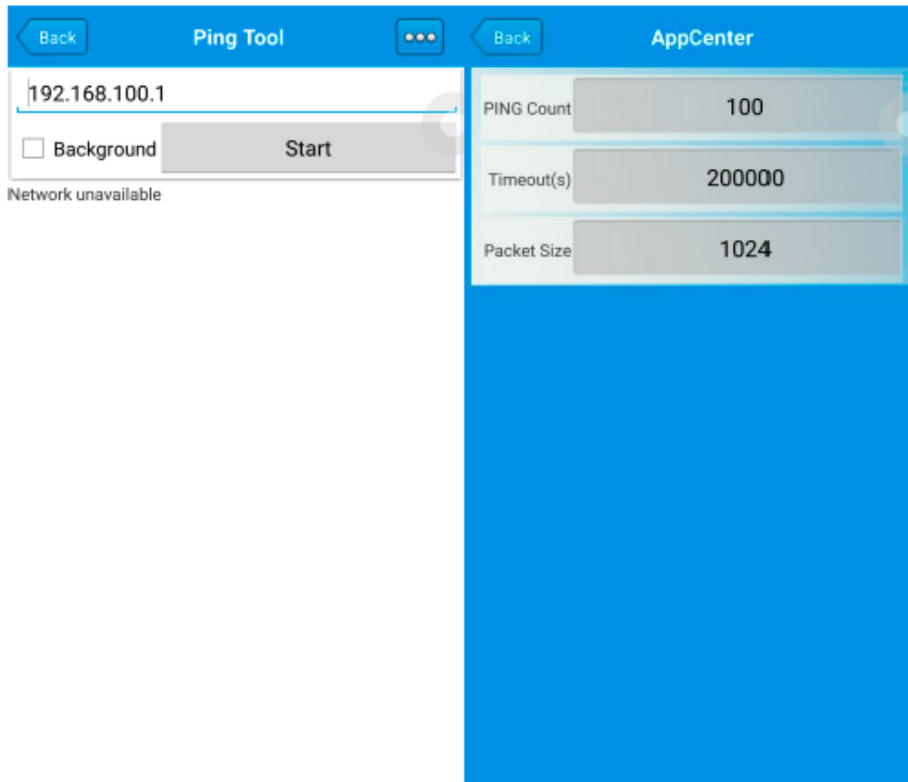 Back
Ping Tool
192.168.100.1
Background
Start
Network unavailable
Back
AppCenter
PING Count
100
Timeout(s)
200000
Packet Size
1024